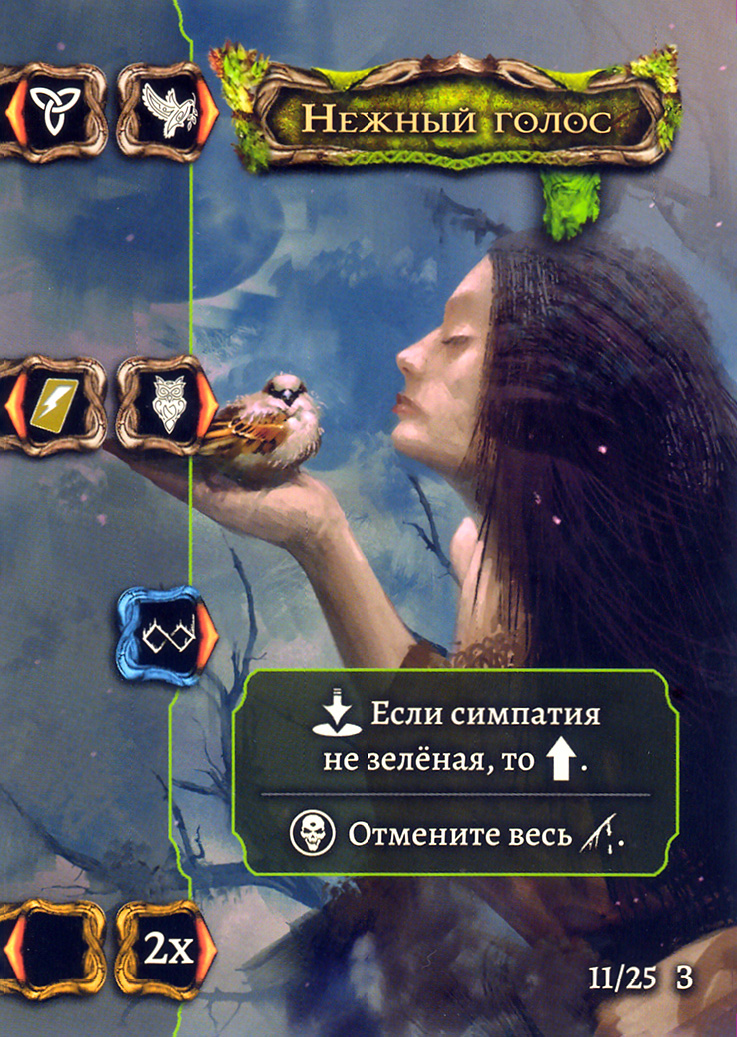 Нежный голос
Если симпатия
не зелёная, то .
Отмените весь .
2x
11/25 3